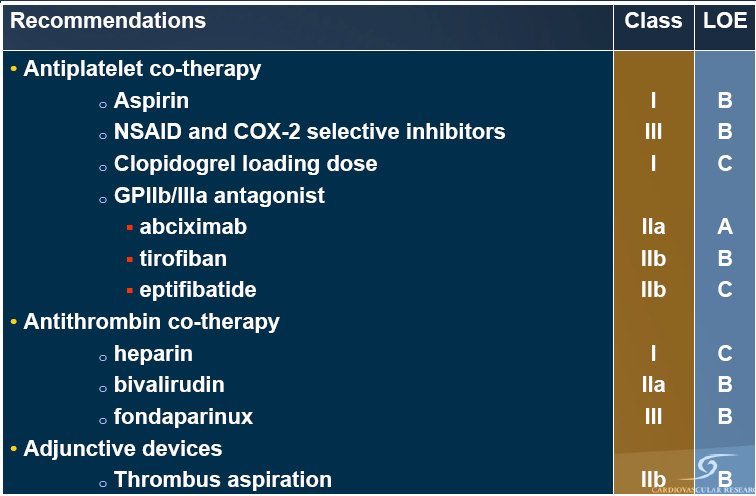 Recommendations Class LOE
• Antiplatelet co-therapy
o Aspirin I B
o NSAID and COX-2 selective inhibitors III B
o Clopidogrel loading dose I C
o GPIIb/IIIa antagonist
▪ abciximab IIa A
▪ tirofiban IIb B
▪ eptifibatide IIb C
• Antithrombin co-therapy
o heparin I C
o bivalirudin IIa B
o fondaparinux III B
• Adjunctive devices
o Thrombus aspiration IIb B
CARDIOVASCULAR RESEAR